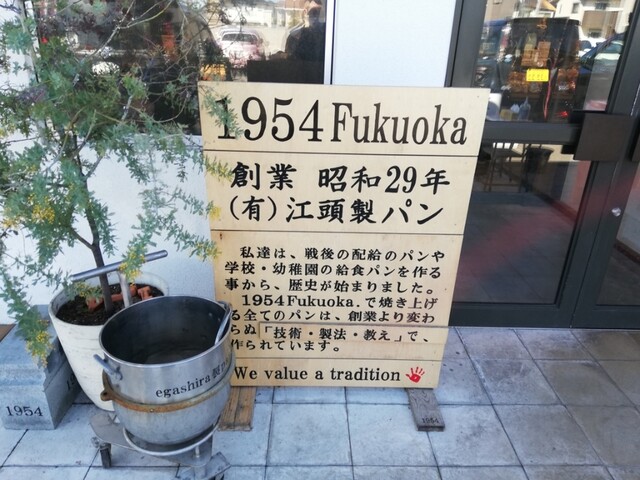 1954 Fukuoka
創業 昭和29年
(有)江頭製パン
私達は、戦後の配給のパンや
学校・幼稚園の給食パンを作る
事から、歴史が始まりました。
1954Fukuoka.で焼き上げ
る全てのパンは、創業より変わ
らぬ「技術・製法・教え」で、
作られています。
We value a tradition
egashira製
1954
1954